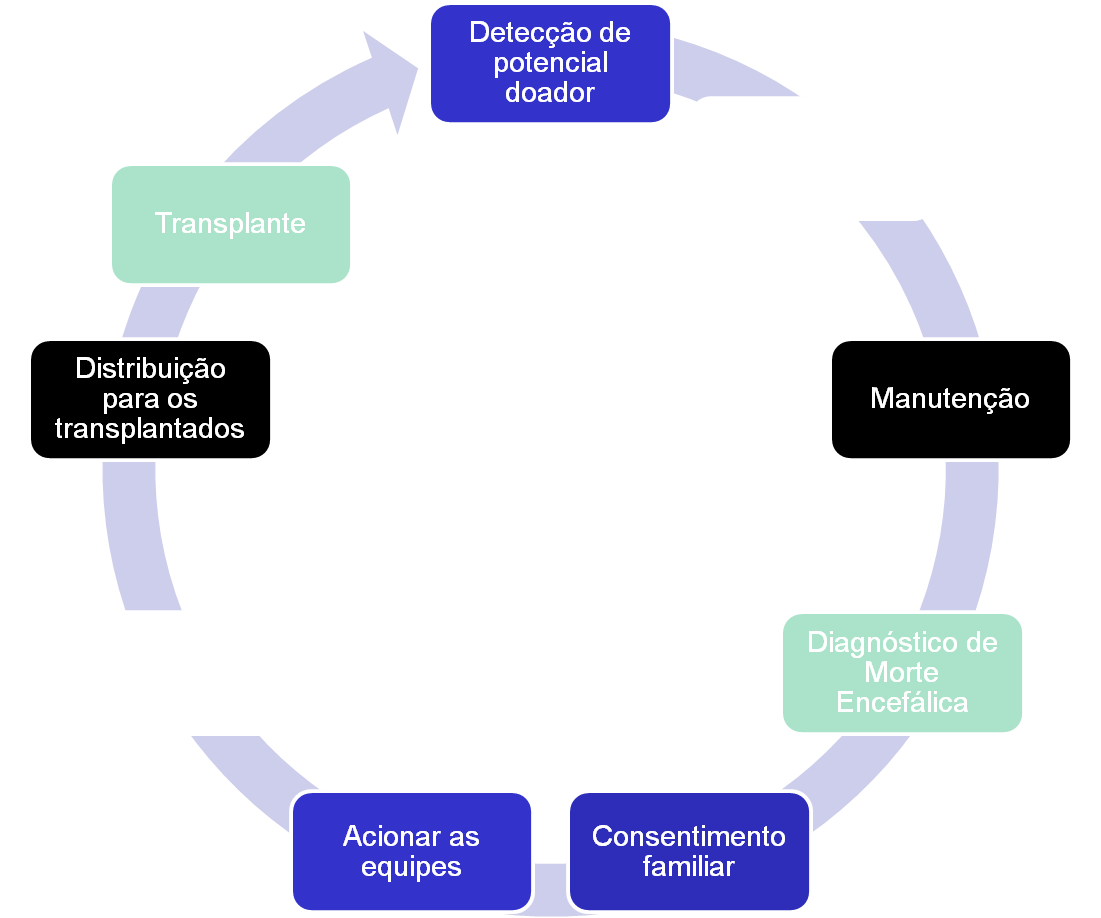 Detecção de
potencial
doador
Manutenção
Diagnóstico de
Morte
Encefálica
Consentimento
familiar
Acionar as
equipes
Distribuição
para os
transplantados
Transplante